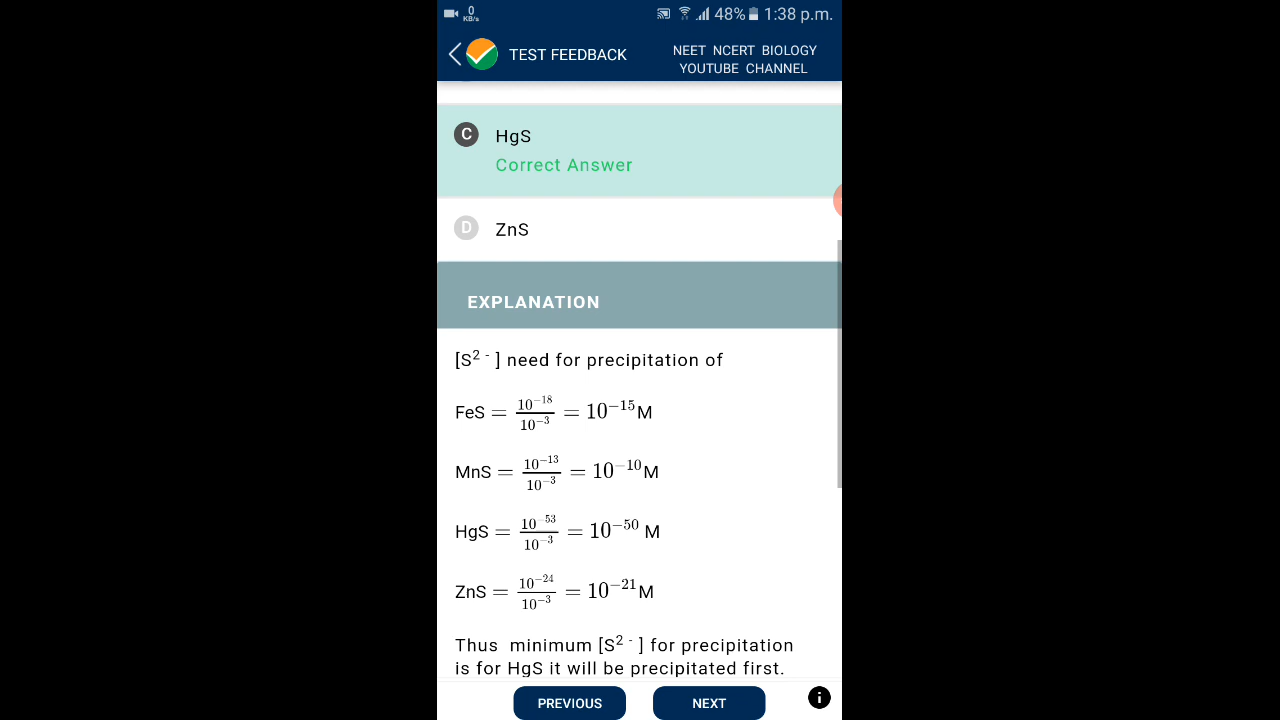 0
KB/s
48% 1:38 p.m.
TEST FEEDBACK
NEET NCERT BIOLOGY
YOUTUBE CHANNEL
C HgS
Correct Answer
D ZnS
EXPLANATION
[S²⁻] need for precipitation of
FeS = 10⁻¹⁸/10⁻³ = 10⁻¹⁵M
MnS = 10⁻¹³/10⁻³ = 10⁻¹⁰M
HgS = 10⁻⁵³/10⁻³ = 10⁻⁵⁰ M
ZnS = 10⁻²⁴/10⁻³ = 10⁻²¹M
Thus minimum [S²⁻] for precipitation
is for HgS it will be precipitated first.
PREVIOUS NEXT i